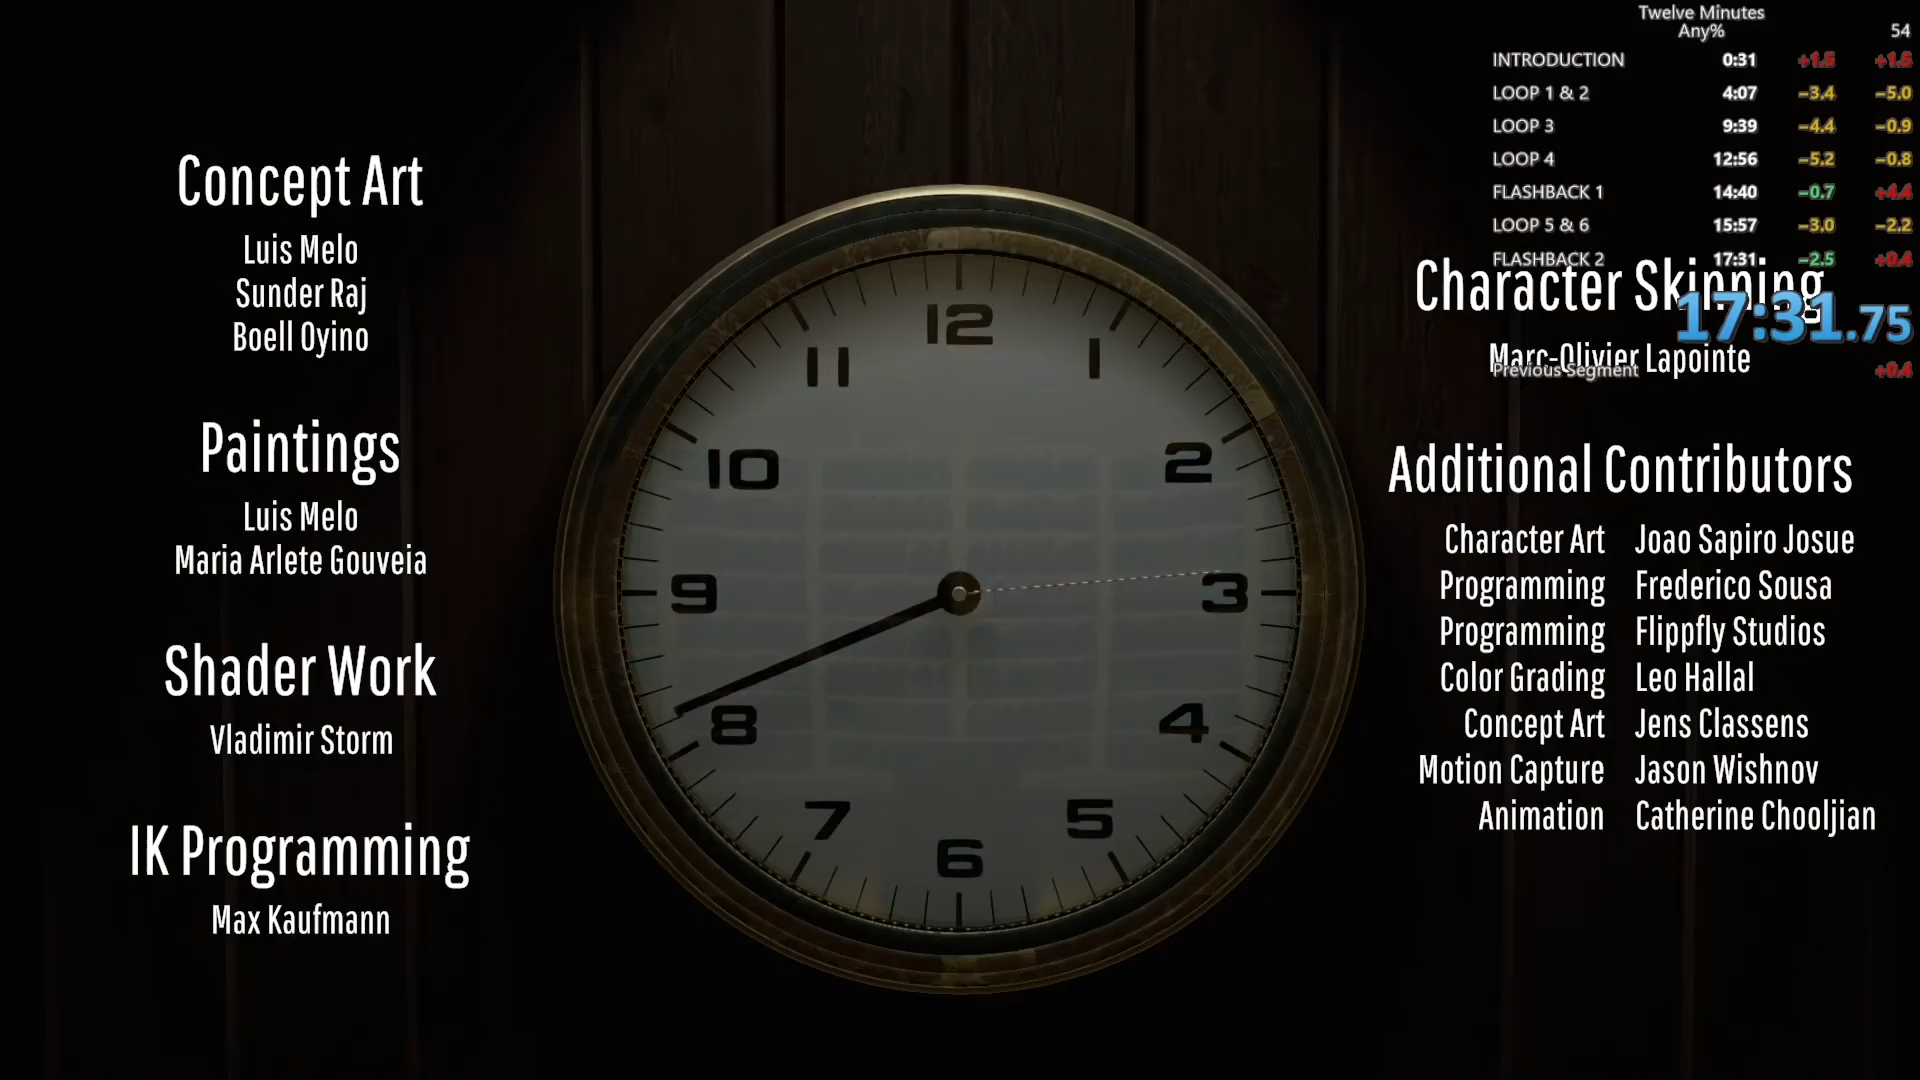 Twelve Minutes
Any%
54
INTRODUCTION 0:31 +1.5 +1.5
LOOP 1 & 2 4:07 −3.4 −5.0
LOOP 3 9:39 −4.4 −0.9
LOOP 4 12:56 −5.2 −0.8
FLASHBACK 1 14:40 −0.7 +4.4
LOOP 5 & 6 15:57 −3.0 −2.2
FLASHBACK 2 17:31 −2.5 +0.4
17:31.75
Previous Segment +0.4
Concept Art
Luis Melo
Sunder Raj
Boell Oyino
Paintings
Luis Melo
Maria Arlete Gouveia
Shader Work
Vladimir Storm
IK Programming
Max Kaufmann
12
1
2
3
4
5
6
7
8
9
10
11
Character Skinning
Marc-Olivier Lapointe
Additional Contributors
Character Art Joao Sapiro Josue
Programming Frederico Sousa
Programming Flippfly Studios
Color Grading Leo Hallal
Concept Art Jens Classens
Motion Capture Jason Wishnov
Animation Catherine Chooljian